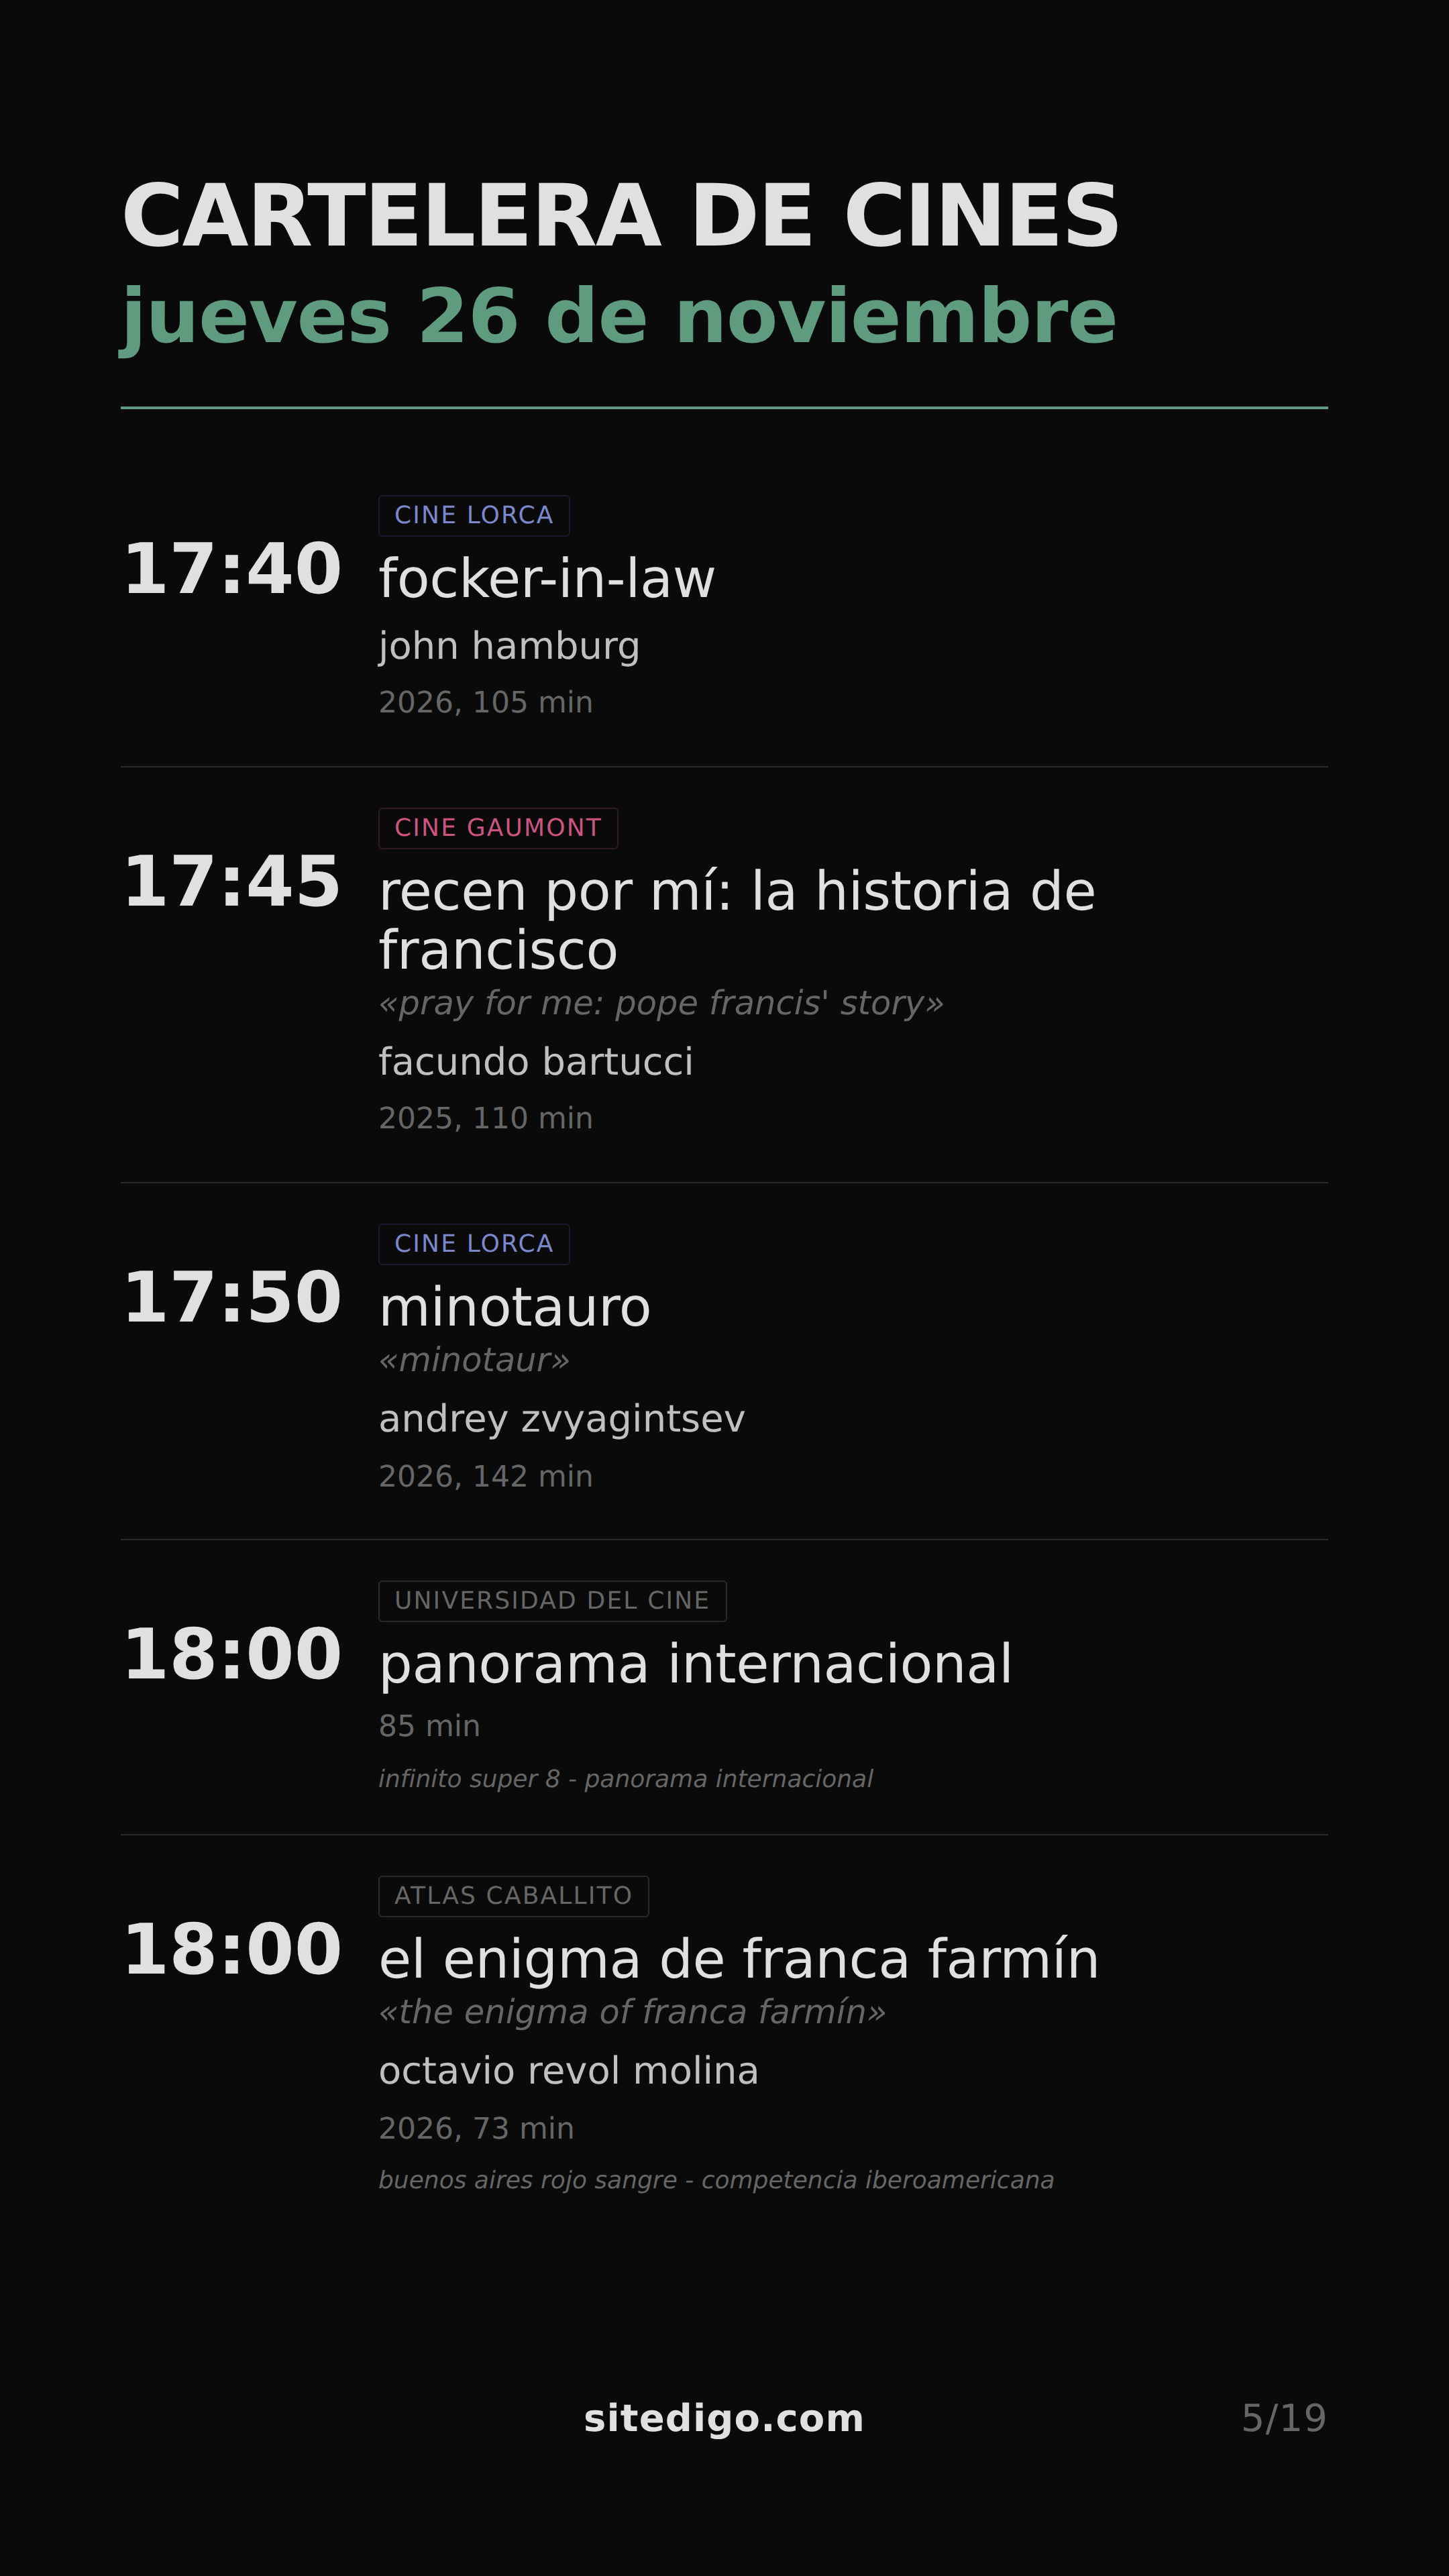 CARTELERA DE CINES
jueves 26 de noviembre
CINE LORCA
17:40
focker-in-law
john hamburg
2026, 105 min
CINE GAUMONT
17:45
recen por mí: la historia de
francisco
«pray for me: pope francis' story»
facundo bartucci
2025, 110 min
CINE LORCA
17:50
minotauro
«minotaur»
andrey zvyagintsev
2026, 142 min
UNIVERSIDAD DEL CINE
18:00
panorama internacional
85 min
infinito super 8 - panorama internacional
ATLAS CABALLITO
18:00
el enigma de franca farmín
«the enigma of franca farmín»
octavio revol molina
2026, 73 min
buenos aires rojo sangre - competencia iberoamericana
sitedigo.com
5/19